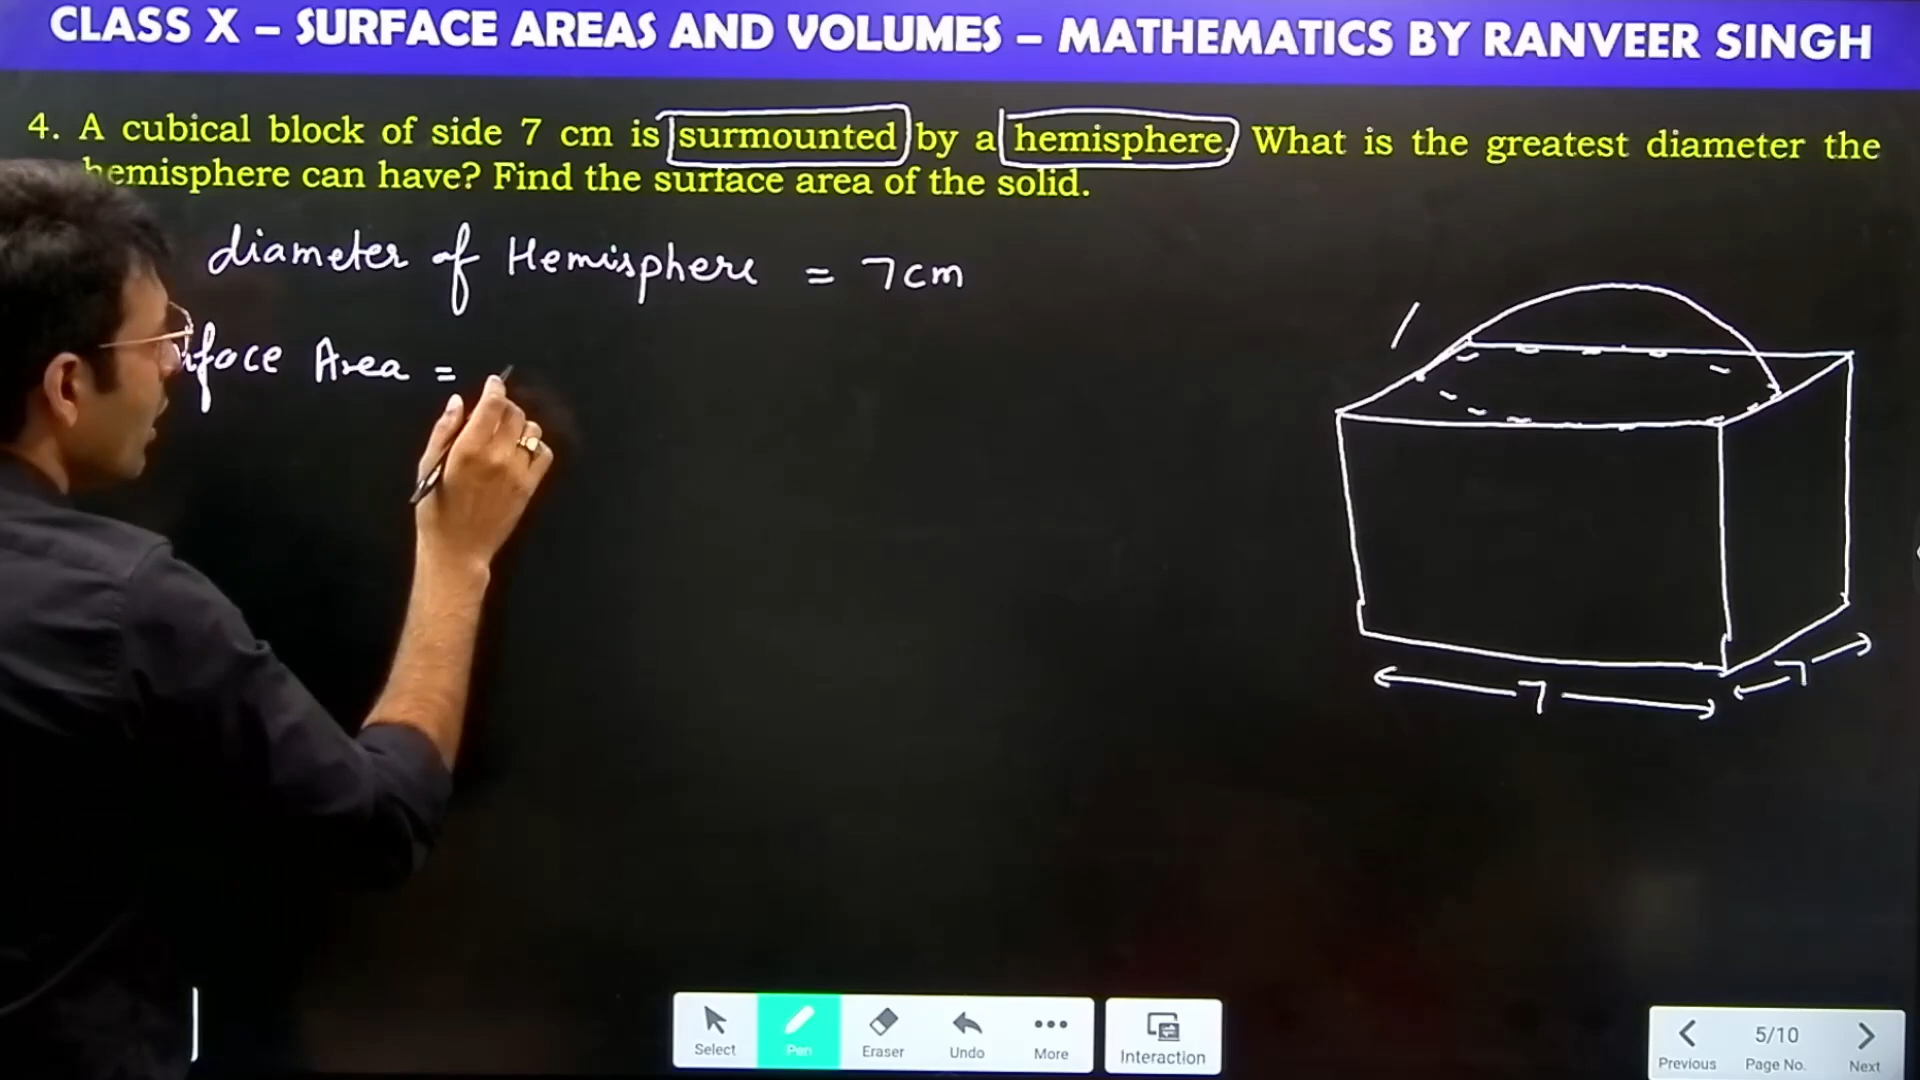 CLASS X – SURFACE AREAS AND VOLUMES – MATHEMATICS BY RANVEER SINGH
4. A cubical block of side 7 cm is surmounted by a hemisphere. What is the greatest diameter the
hemisphere can have? Find the surface area of the solid.
diameter of Hemisphere = 7cm
Area =
7
7
Select
Pen
Eraser
Undo
More
Interaction
Previous
5/10
Page No.
Next